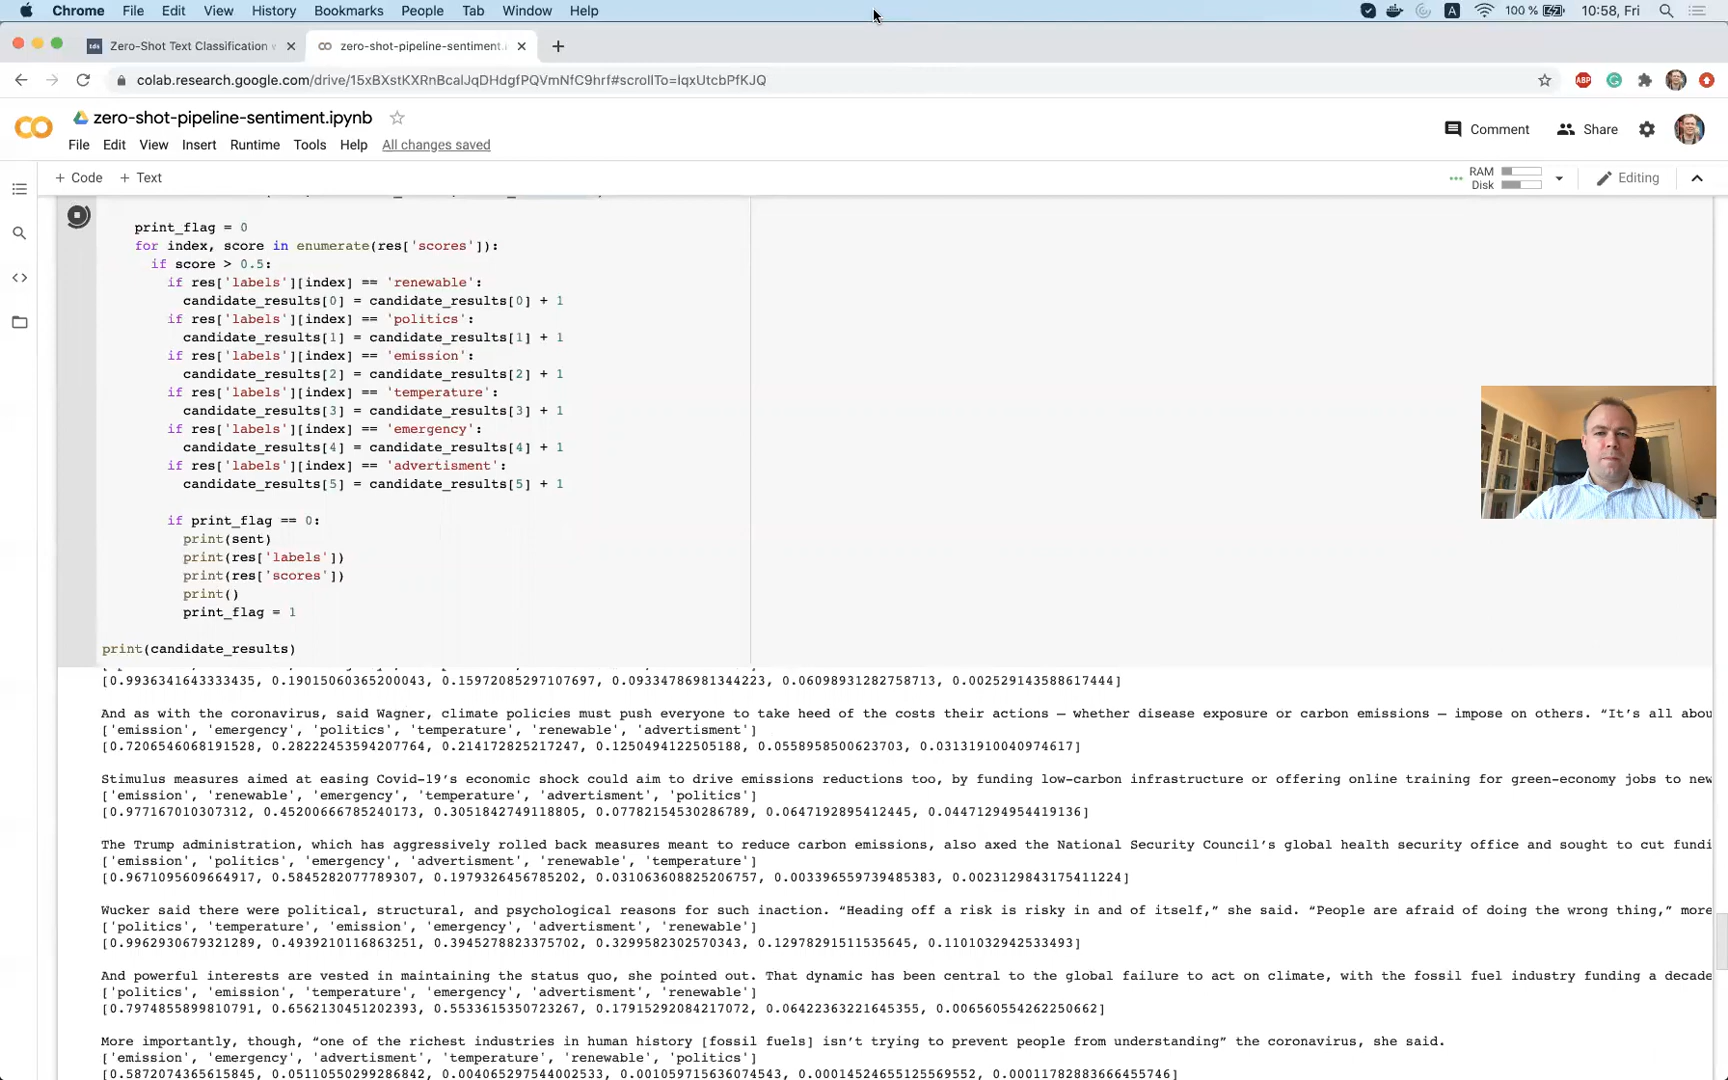 Chrome File Edit View History Bookmarks People Tab Window Help A 100 % 10:58, Fri
tds Zero-Shot Text Classification zero-shot-pipeline-sentiment.
colab.research.google.com/drive/15xBXstKXRnBcalJqDHdgfPQVmNfC9hrf#scrollTo=IqxUtcbPfKJQ ABP
zero-shot-pipeline-sentiment.ipynb
Comment Share
File Edit View Insert Runtime Tools Help All changes saved
+ Code + Text RAM Disk Editing
print_flag = 0
for index, score in enumerate(res['scores']):
if score > 0.5:
if res['labels'][index] == 'renewable':
candidate_results[0] = candidate_results[0] + 1
if res['labels'][index] == 'politics':
candidate_results[1] = candidate_results[1] + 1
if res['labels'][index] == 'emission':
candidate_results[2] = candidate_results[2] + 1
if res['labels'][index] == 'temperature':
candidate_results[3] = candidate_results[3] + 1
if res['labels'][index] == 'emergency':
candidate_results[4] = candidate_results[4] + 1
if res['labels'][index] == 'advertisment':
candidate_results[5] = candidate_results[5] + 1
if print_flag == 0:
print(sent)
print(res['labels'])
print(res['scores'])
print()
print_flag = 1
print(candidate_results)
[0.9936341643333435, 0.19015060365200043, 0.15972085297107697, 0.09334786981344223, 0.06098931282758713, 0.002529143588617444]
And as with the coronavirus, said Wagner, climate policies must push everyone to take heed of the costs their actions — whether disease exposure or carbon emissions — impose on others. “It’s all abou
['emission', 'emergency', 'politics', 'temperature', 'renewable', 'advertisment']
[0.7206546068191528, 0.28222453594207764, 0.214172825217247, 0.1250494122505188, 0.0558958500623703, 0.03131910040974617]
Stimulus measures aimed at easing Covid-19’s economic shock could aim to drive emissions reductions too, by funding low-carbon infrastructure or offering online training for green-economy jobs to new
['emission', 'renewable', 'emergency', 'temperature', 'advertisment', 'politics']
[0.977167010307312, 0.45200666785240173, 0.3051842749118805, 0.07782154530286789, 0.0647192895412445, 0.04471294954419136]
The Trump administration, which has aggressively rolled back measures meant to reduce carbon emissions, also axed the National Security Council’s global health security office and sought to cut fundi
['emission', 'politics', 'emergency', 'advertisment', 'renewable', 'temperature']
[0.9671095609664917, 0.5845282077789307, 0.1979326456785202, 0.031063608825206757, 0.003396559739485383, 0.0023129843175411224]
Wucker said there were political, structural, and psychological reasons for such inaction. “Heading off a risk is risky in and of itself,” she said. “People are afraid of doing the wrong thing,” more
['politics', 'temperature', 'emission', 'emergency', 'advertisment', 'renewable']
[0.9962930679321289, 0.4939210116863251, 0.3945278823375702, 0.3299582302570343, 0.12978291511535645, 0.1101032942533493]
And powerful interests are vested in maintaining the status quo, she pointed out. That dynamic has been central to the global failure to act on climate, with the fossil fuel industry funding a decade
['politics', 'emission', 'temperature', 'emergency', 'advertisment', 'renewable']
[0.7974855899810791, 0.6562130451202393, 0.5533615350723267, 0.17915292084217072, 0.06422363221645355, 0.006560554262250662]
More importantly, though, “one of the richest industries in human history [fossil fuels] isn’t trying to prevent people from understanding” the coronavirus, she said.
['emission', 'emergency', 'advertisment', 'temperature', 'renewable', 'politics']
[0.5872074365615845, 0.05110550299286842, 0.004065297544002533, 0.001059715636074543, 0.00014524655125569552, 0.00011782883666455746]